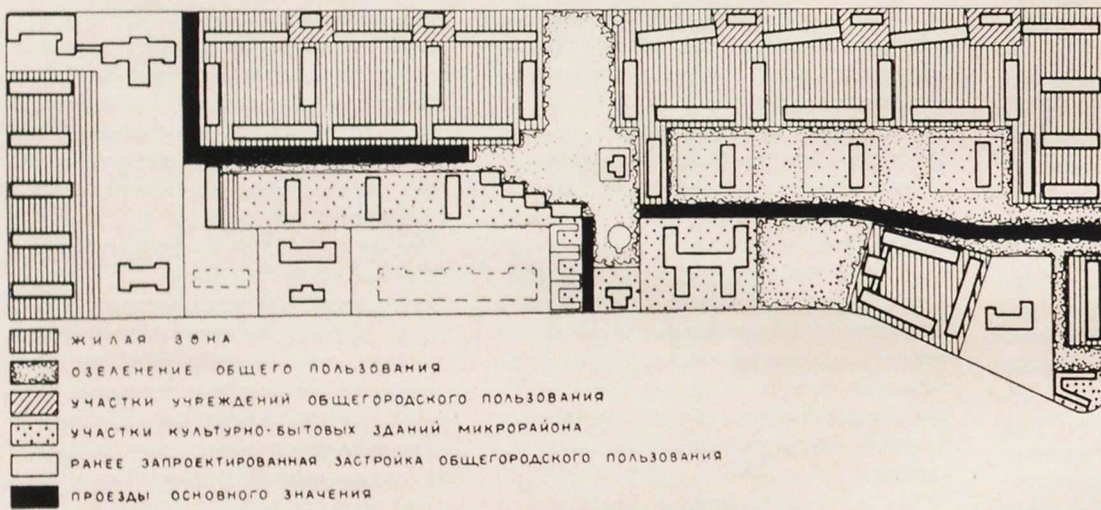 ЖИЛАЯ ЗОНА
ОЗЕЛЕНЕНИЕ ОБЩЕГО ПОЛЬЗОВАНИЯ
УЧАСТКИ УЧРЕЖДЕНИЙ ОБЩЕГОРОДСКОГО ПОЛЬЗОВАНИЯ
УЧАСТКИ КУЛЬТУРНО-БЫТОВЫХ ЗДАНИЙ МИКРОРАЙОНА
РАНЕЕ ЗАПРОЕКТИРОВАННАЯ ЗАСТРОЙКА ОБЩЕГОРОДСКОГО ПОЛЬЗОВАНИЯ
ПРОЕЗДЫ ОСНОВНОГО ЗНАЧЕНИЯ